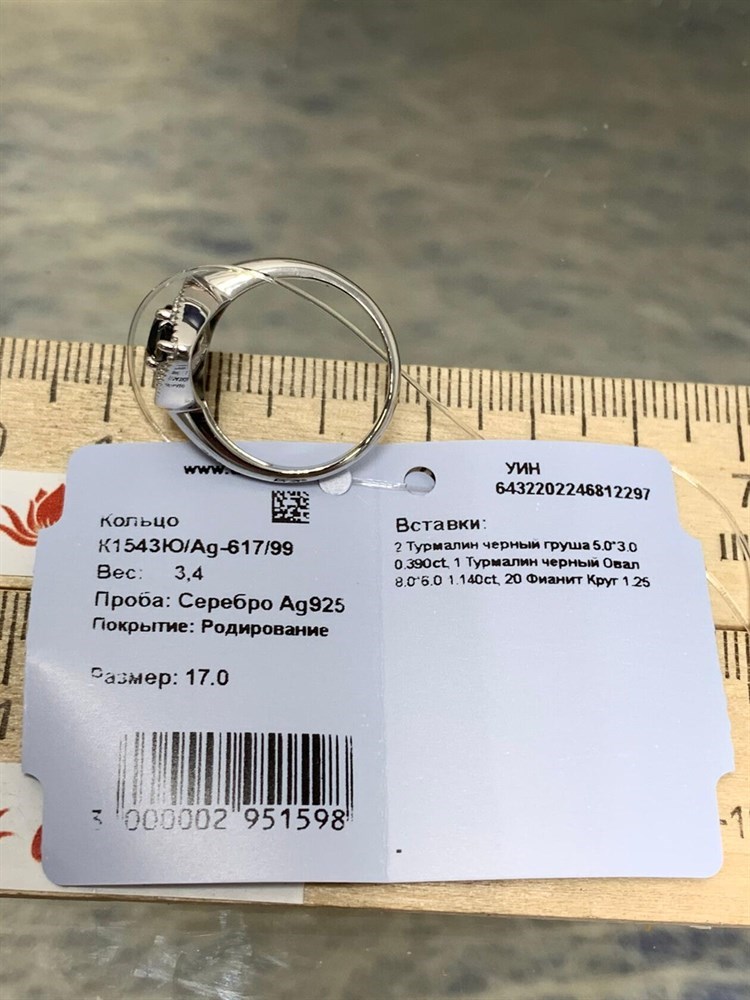 www.
Кольцо
К1543Ю/Ag-617/99
Вес: 3,4
Проба: Серебро Ag925
Покрытие: Родирование
Размер: 17.0
3 000002 951598
УИН
6432202246812297
Вставки:
2 Турмалин черный груша 5.0*3.0
0.390ct, 1 Турмалин черный Овал
8.0*6.0 1.140ct, 20 Фианит Круг 1.25